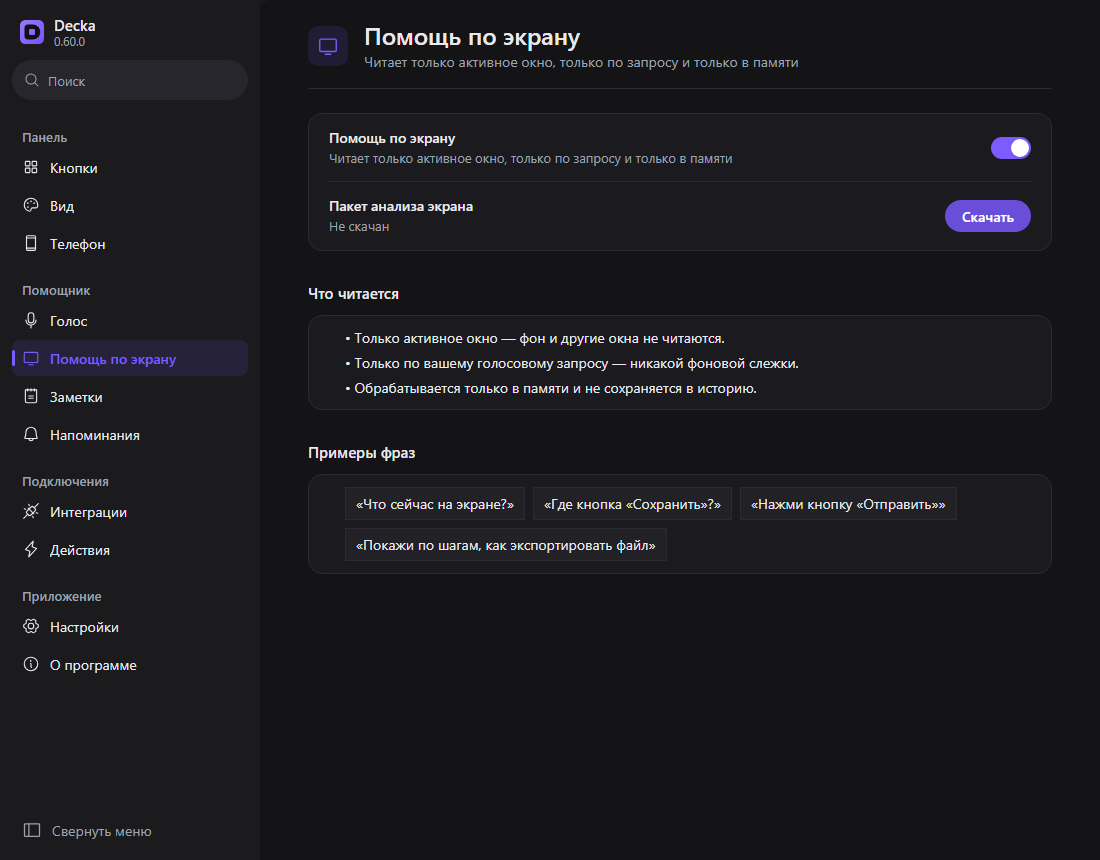 Decka
0.60.0
Поиск
Панель
Кнопки
Вид
Телефон
Помощник
Голос
Помощь по экрану
Заметки
Напоминания
Подключения
Интеграции
Действия
Приложение
Настройки
О программе
Свернуть меню
Помощь по экрану
Читает только активное окно, только по запросу и только в памяти
Помощь по экрану
Читает только активное окно, только по запросу и только в памяти
Пакет анализа экрана
Не скачан
Скачать
Что читается
• Только активное окно — фон и другие окна не читаются.
• Только по вашему голосовому запросу — никакой фоновой слежки.
• Обрабатывается только в памяти и не сохраняется в историю.
Примеры фраз
«Что сейчас на экране?» «Где кнопка «Сохранить»?» «Нажми кнопку «Отправить»»
«Покажи по шагам, как экспортировать файл»